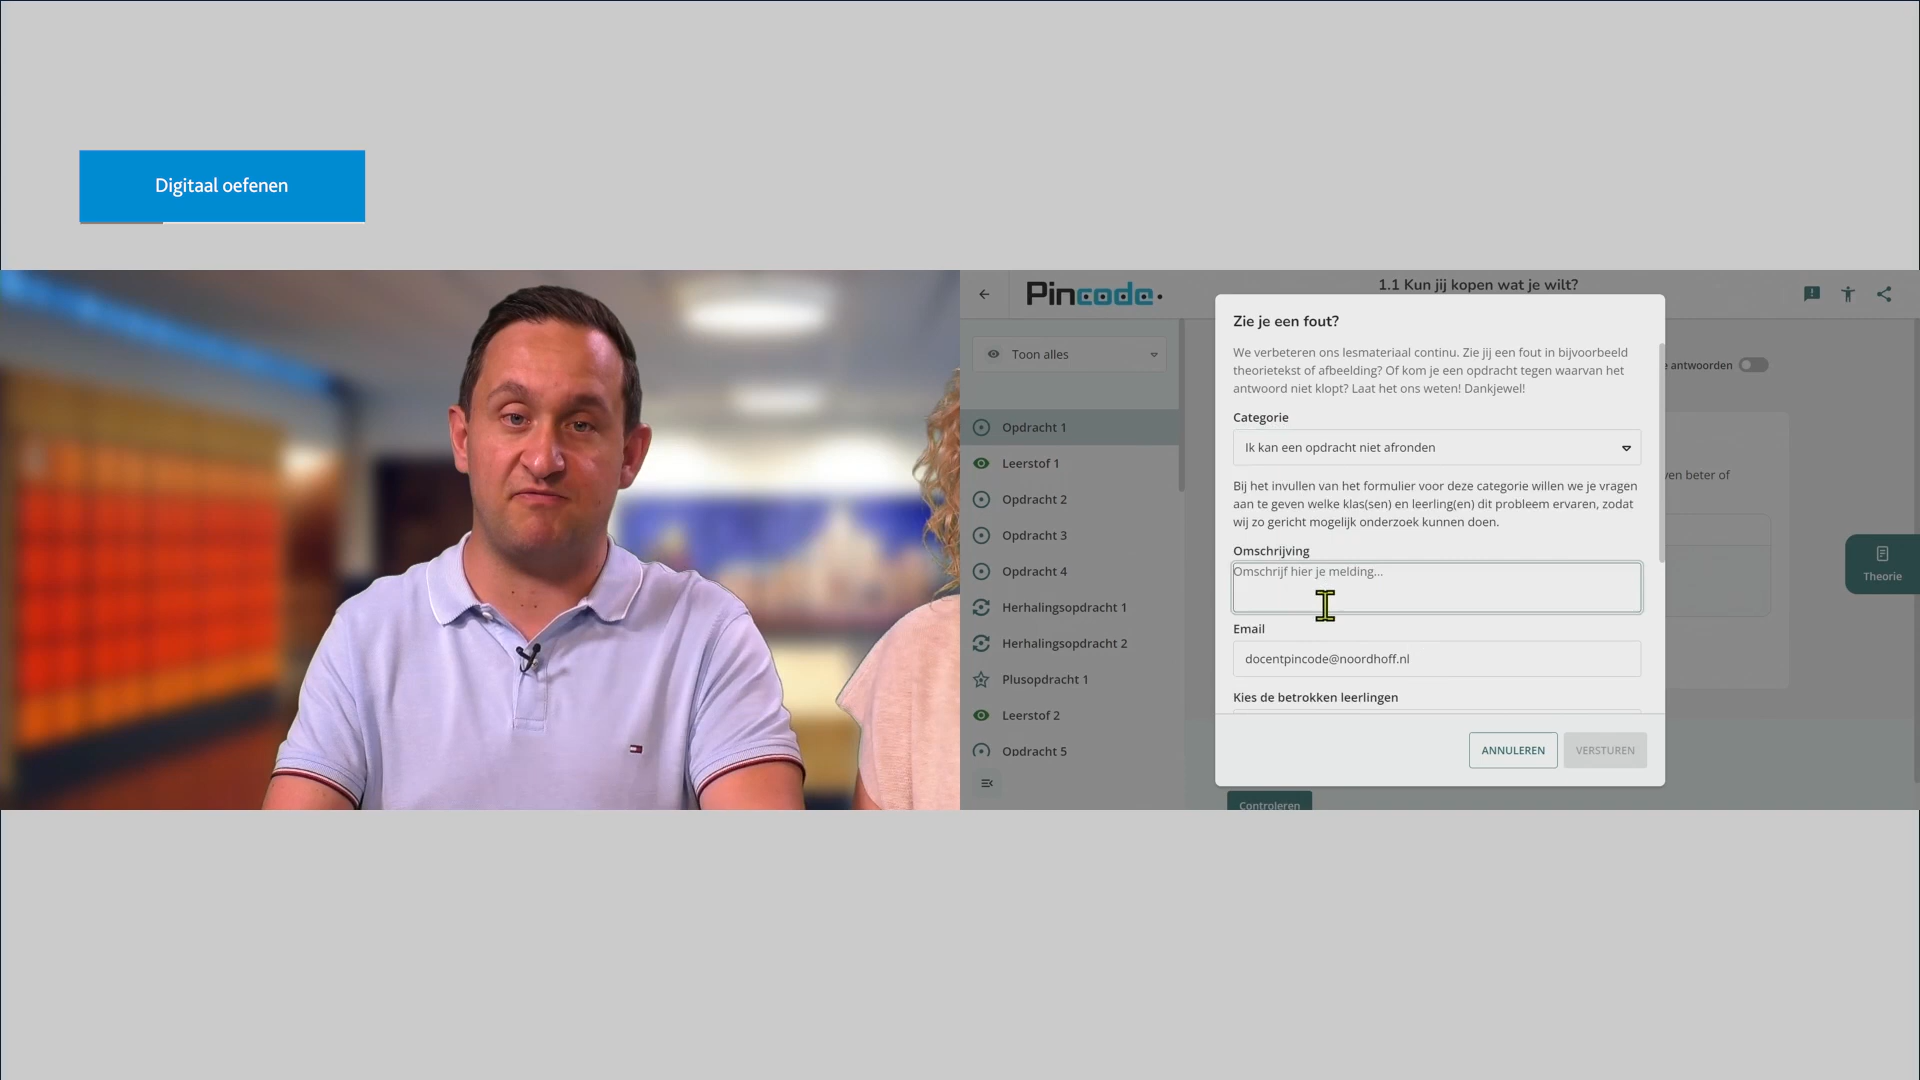 Digitaal oefenen
Pincode
1.1 Kun jij kopen wat je wilt?
Toon alles
Opdracht 1
Leerstof 1
Opdracht 2
Opdracht 3
Opdracht 4
Herhalingsopdracht 1
Herhalingsopdracht 2
Plusopdracht 1
Leerstof 2
Opdracht 5
Zie je een fout?
We verbeteren ons lesmateriaal continu. Zie jij een fout in bijvoorbeeld
theorietekst of afbeelding? Of kom je een opdracht tegen waarvan het
antwoord niet klopt? Laat het ons weten! Dankjewel!
Categorie
Ik kan een opdracht niet afronden
Bij het invullen van het formulier voor deze categorie willen we je vragen
aan te geven welke klas(sen) en leerling(en) dit probleem ervaren, zodat
wij zo gericht mogelijk onderzoek kunnen doen.
Omschrijving
Omschrijf hier je melding...
Email
docentpincode@noordhoff.nl
Kies de betrokken leerlingen
ANNULEREN
VERSTUREN
Controleren
e antwoorden
ven beter of
Theorie